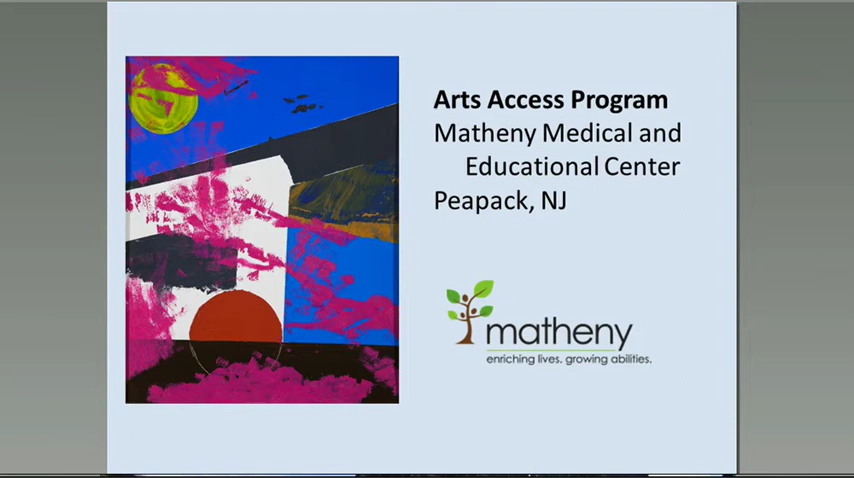 Arts Access Program
Matheny Medical and
Educational Center
Peapack, NJ
matheny
enriching lives. growing abilities.